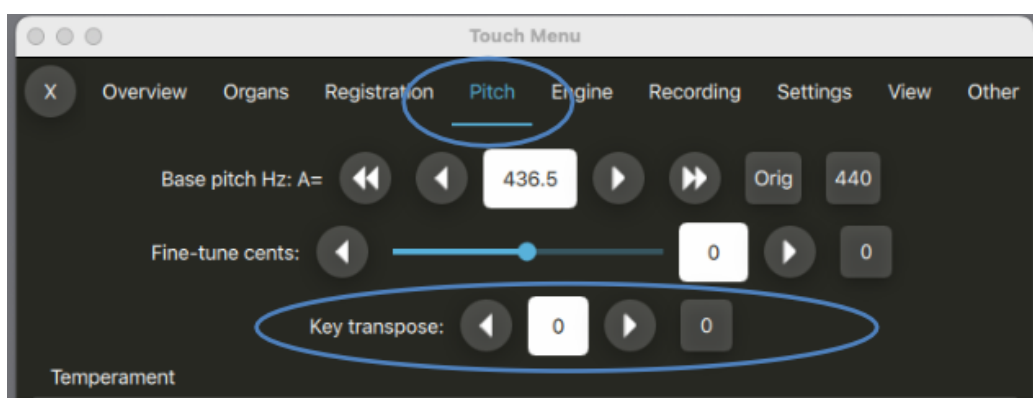 Touch Menu
X Overview Organs Registration Pitch Engine Recording Settings View Other
Base pitch Hz: A= 436.5 Orig 440
Fine-tune cents: 0 0
Key transpose: 0 0
Temperament